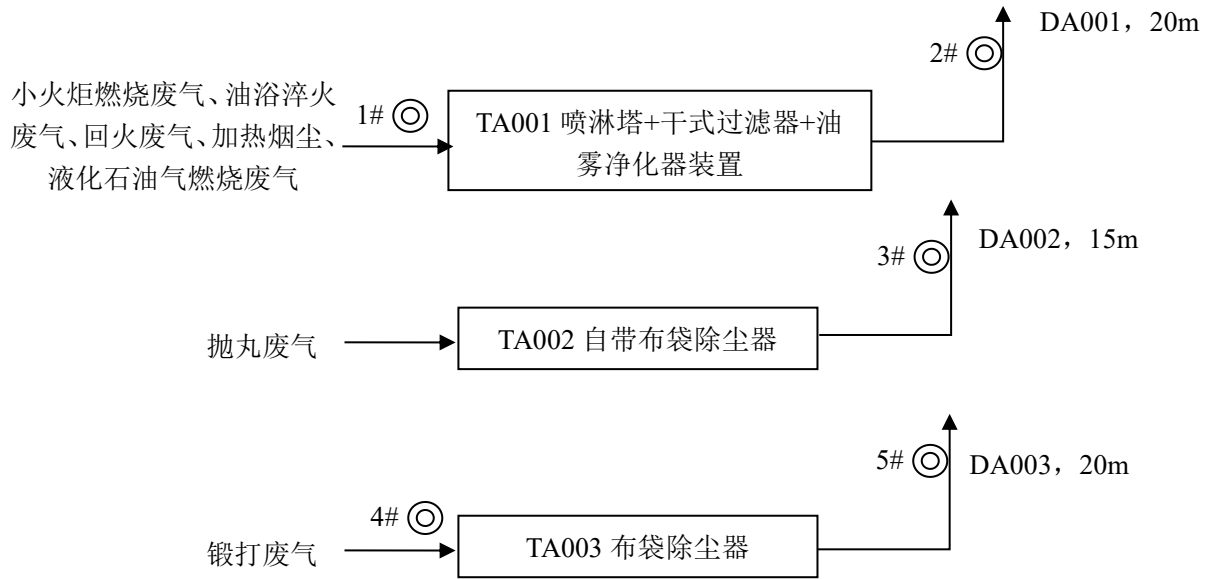 DA001，20m
2#
小火炬燃烧废气、油浴淬火
废气、回火废气、加热烟尘、
液化石油气燃烧废气
1#
TA001 喷淋塔+干式过滤器+油
雾净化器装置
DA002，15m
3#
抛丸废气
TA002 自带布袋除尘器
5#
DA003，20m
4#
锻打废气
TA003 布袋除尘器